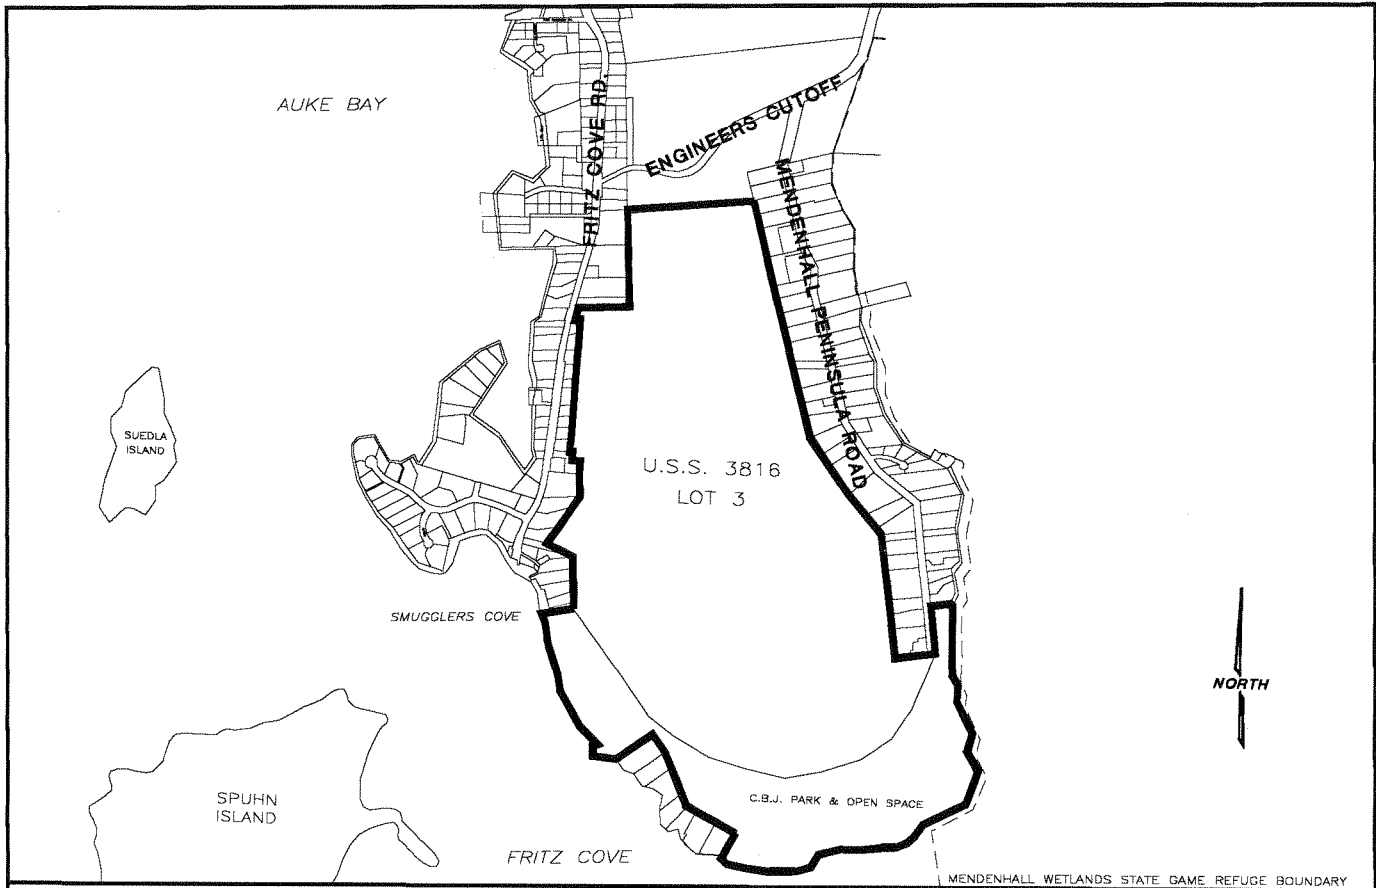 AUKE BAY
FRITZ COVE RD.
ENGINEERS CUTOFF
MENDENHALL PENINSULA ROAD
SUEDLA
ISLAND
U.S.S. 3816
LOT 3
SMUGGLERS COVE
NORTH
SPUHN
ISLAND
C.B.J. PARK & OPEN SPACE
FRITZ COVE
MENDENHALL WETLANDS STATE GAME REFUGE BOUNDARY